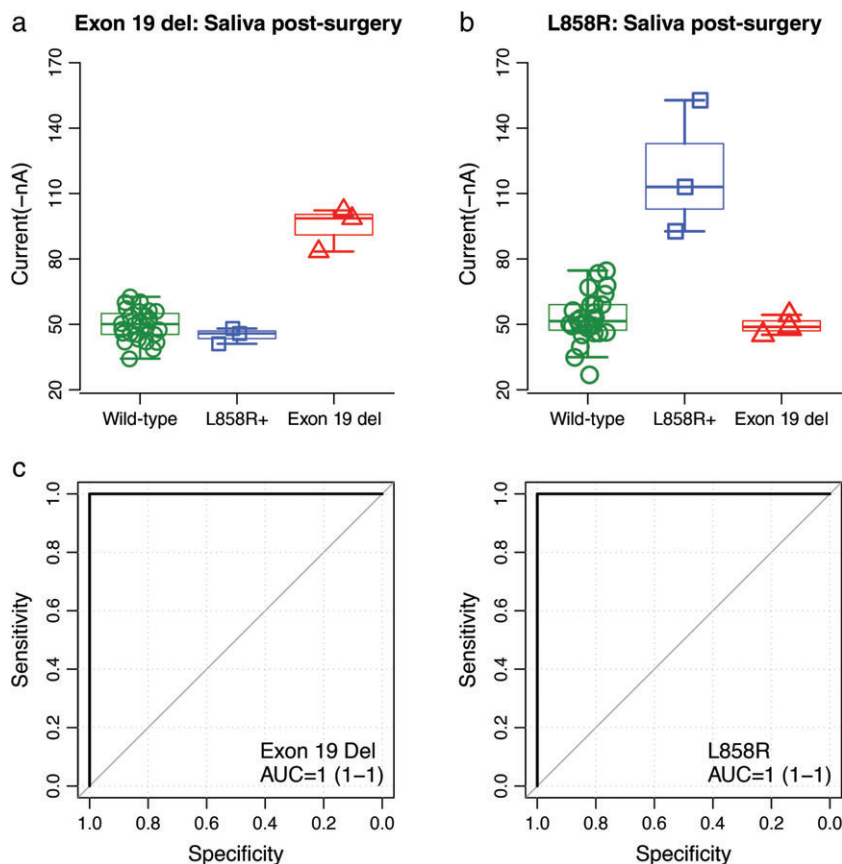 a
Exon 19 del: Saliva post-surgery
Current(−nA)
170
140
110
80
50
20
Wild-type
L858R+
Exon 19 del
b
L858R: Saliva post-surgery
Current(−nA)
170
140
110
80
50
20
Wild-type
L858R+
Exon 19 del
c
Sensitivity
1.0
0.8
0.6
0.4
0.2
0.0
Exon 19 Del
AUC=1 (1−1)
1.0 0.8 0.6 0.4 0.2 0.0
Specificity
Sensitivity
1.0
0.8
0.6
0.4
0.2
0.0
L858R
AUC=1 (1−1)
1.0 0.8 0.6 0.4 0.2 0.0
Specificity